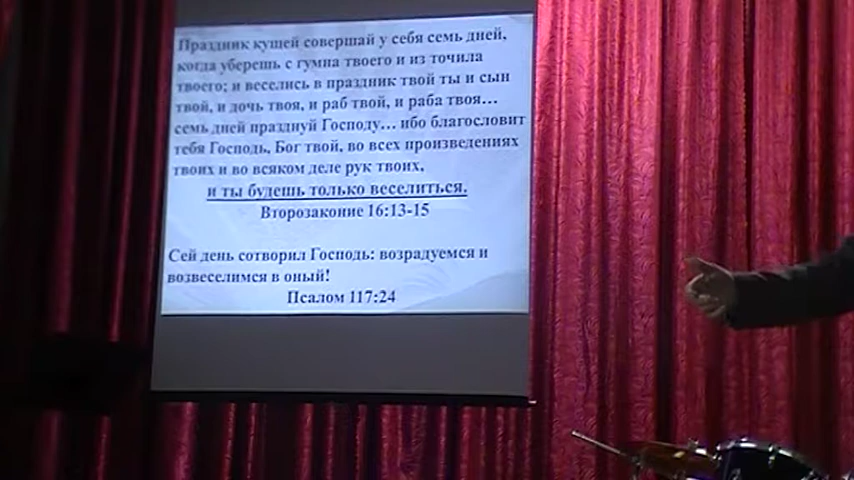 Праздник кущей совершай у себя семь дней,
когда уберешь с гумна твоего и из точила
твоего; и веселись в праздник твой ты и сын
твой, и дочь твоя, и раб твой, и раба твоя...
семь дней празднуй Господу... ибо благословит
тебя Господь, Бог твой, во всех произведениях
твоих и во всяком деле рук твоих,
и ты будешь только веселиться.
Второзаконие 16:13-15
Сей день сотворил Господь: возрадуемся и
возвеселимся в оный!
Псалом 117:24